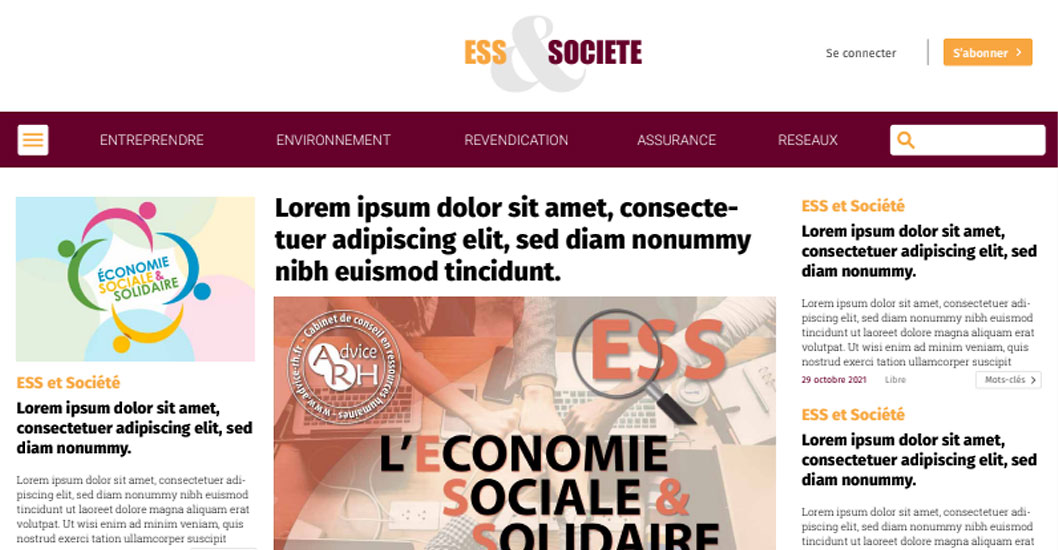 ESS & SOCIETE
Se connecter
S'abonner
ENTREPRENDRE
ENVIRONNEMENT
REVENDICATION
ASSURANCE
RESEAUX
ÉCONOMIE
SOCIALE &
SOLIDAIRE
ESS et Société
Lorem ipsum dolor sit amet,
consectetuer adipiscing elit, sed
diam nonummy.
Lorem ipsum dolor sit amet, consectetuer adi-
piscing elit, sed diam nonummy nibh euismod
tincidunt ut laoreet dolore magna aliquam erat
volutpat. Ut wisi enim ad minim veniam, quis
nostrud exerci tation ullamcorper suscipit
Lorem ipsum dolor sit amet, consecte-
tuer adipiscing elit, sed diam nonummy
nibh euismod tincidunt.
Cabinet de conseil en ressources humaines
- www.advice-rh.fr -
Advice
RH
ESS
L'ECONOMIE
SOCIALE &
SOLIDAIRE
ESS et Société
Lorem ipsum dolor sit amet,
consectetuer adipiscing elit, sed
diam nonummy.
Lorem ipsum dolor sit amet, consectetuer adi-
piscing elit, sed diam nonummy nibh euismod
tincidunt ut laoreet dolore magna aliquam erat
volutpat. Ut wisi enim ad minim veniam, quis
nostrud exerci tation ullamcorper suscipit
29 octobre 2021
Libre
Mots-clés
ESS et Société
Lorem ipsum dolor sit amet,
consectetuer adipiscing elit, sed
diam nonummy.
Lorem ipsum dolor sit amet, consectetuer adi-
piscing elit, sed diam nonummy nibh euismod
tincidunt ut laoreet dolore magna aliquam erat